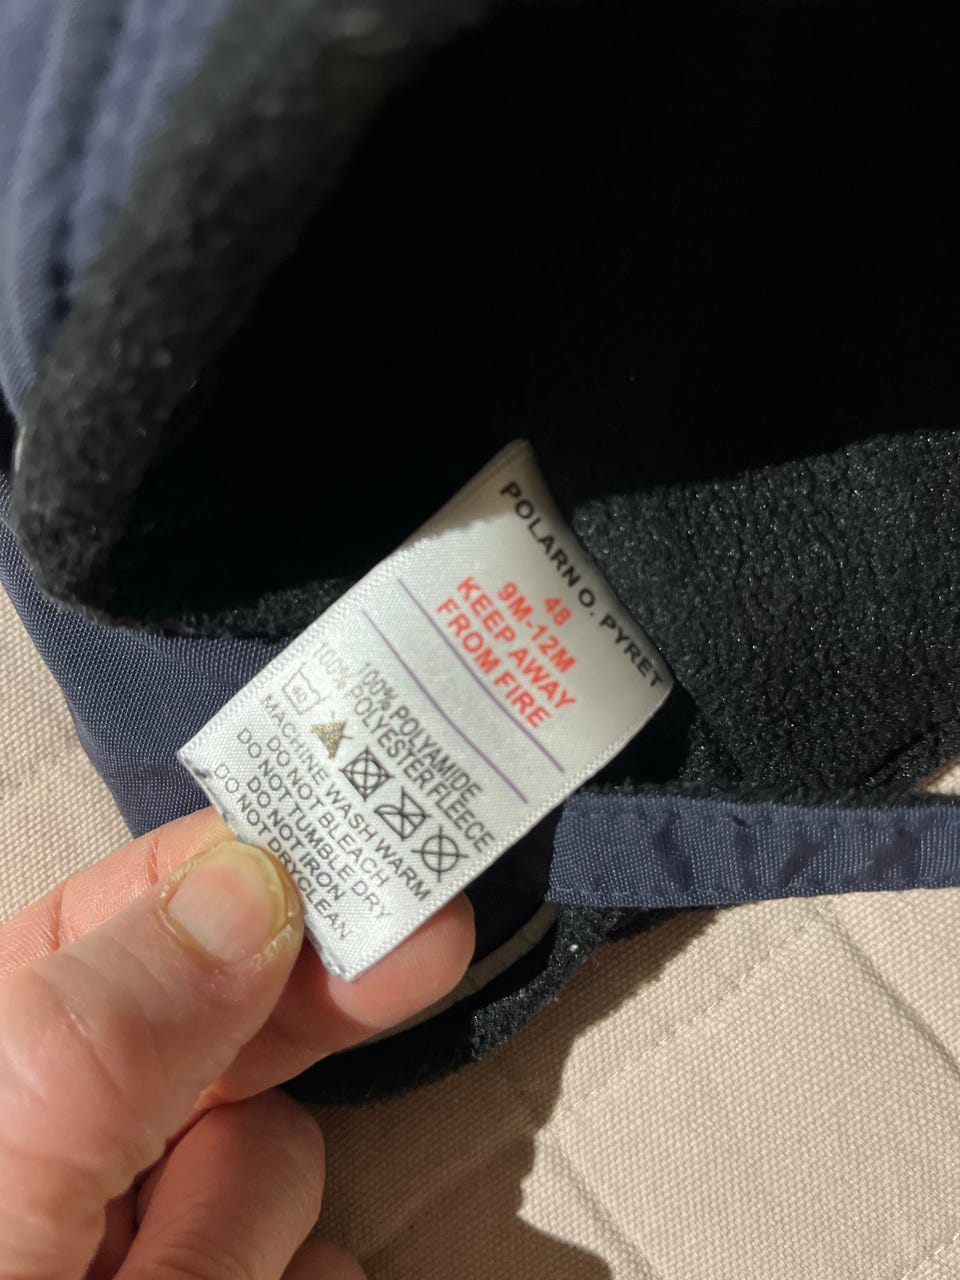 POLARN O. PYRET
48
9M-12M
KEEP AWAY
FROM FIRE
100% POLYAMIDE
100% POLYESTER FLEECE
40
MACHINE WASH WARM
DO NOT BLEACH
DO NOT TUMBLE DRY
DO NOT IRON
DO NOT DRYCLEAN